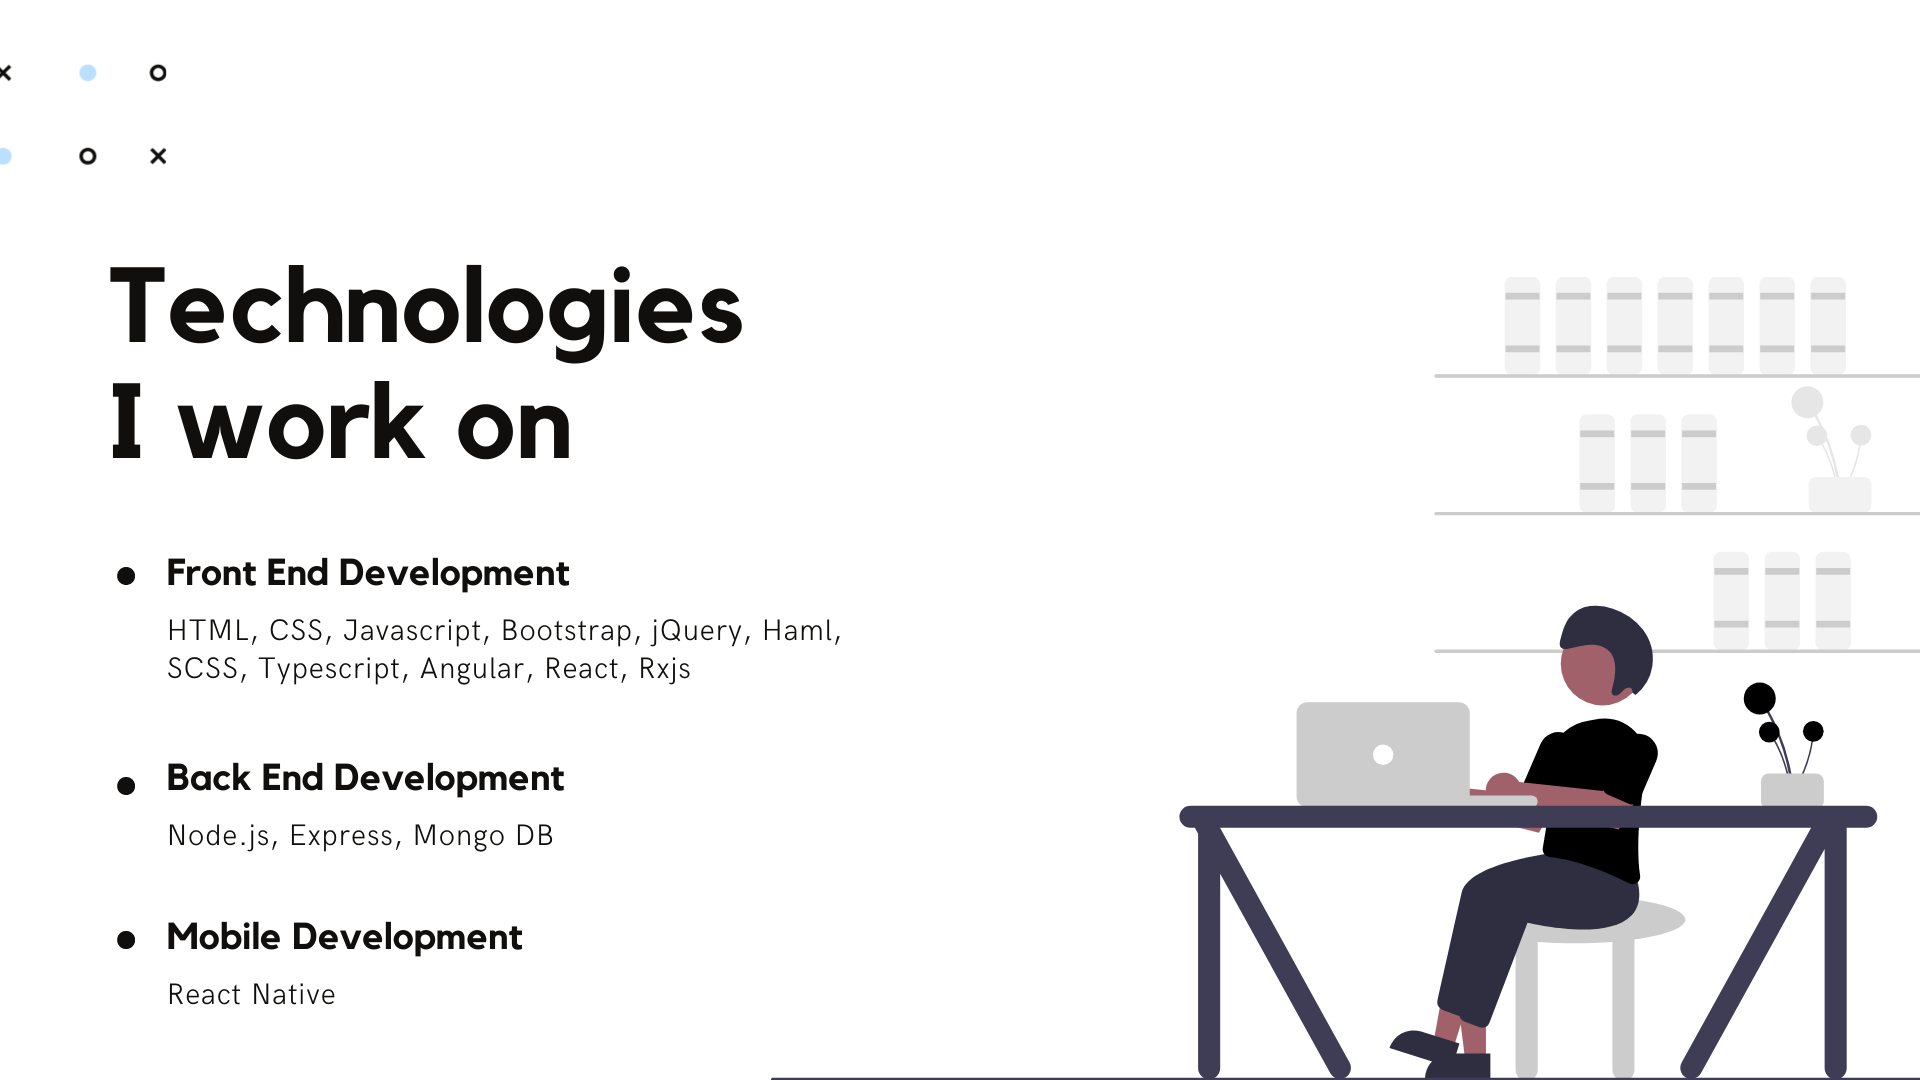 Technologies
I work on
Front End Development
HTML, CSS, Javascript, Bootstrap, jQuery, Haml,
SCSS, Typescript, Angular, React, Rxjs
Back End Development
Node.js, Express, Mongo DB
Mobile Development
React Native